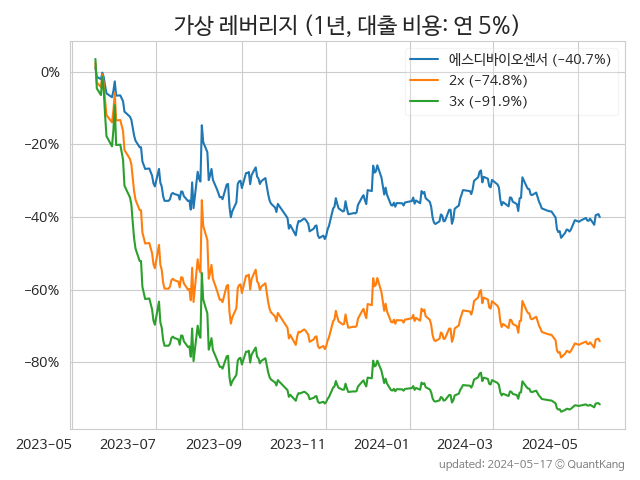 가상 레버리지 (1년, 대출 비용: 연 5%)
에스디바이오센서 (−40.7%)
2x (−74.8%)
3x (−91.9%)
0%
−20%
−40%
−60%
−80%
2023-05 2023-07 2023-09 2023-11 2024-01 2024-03 2024-05
updated: 2024-05-17 © QuantKang